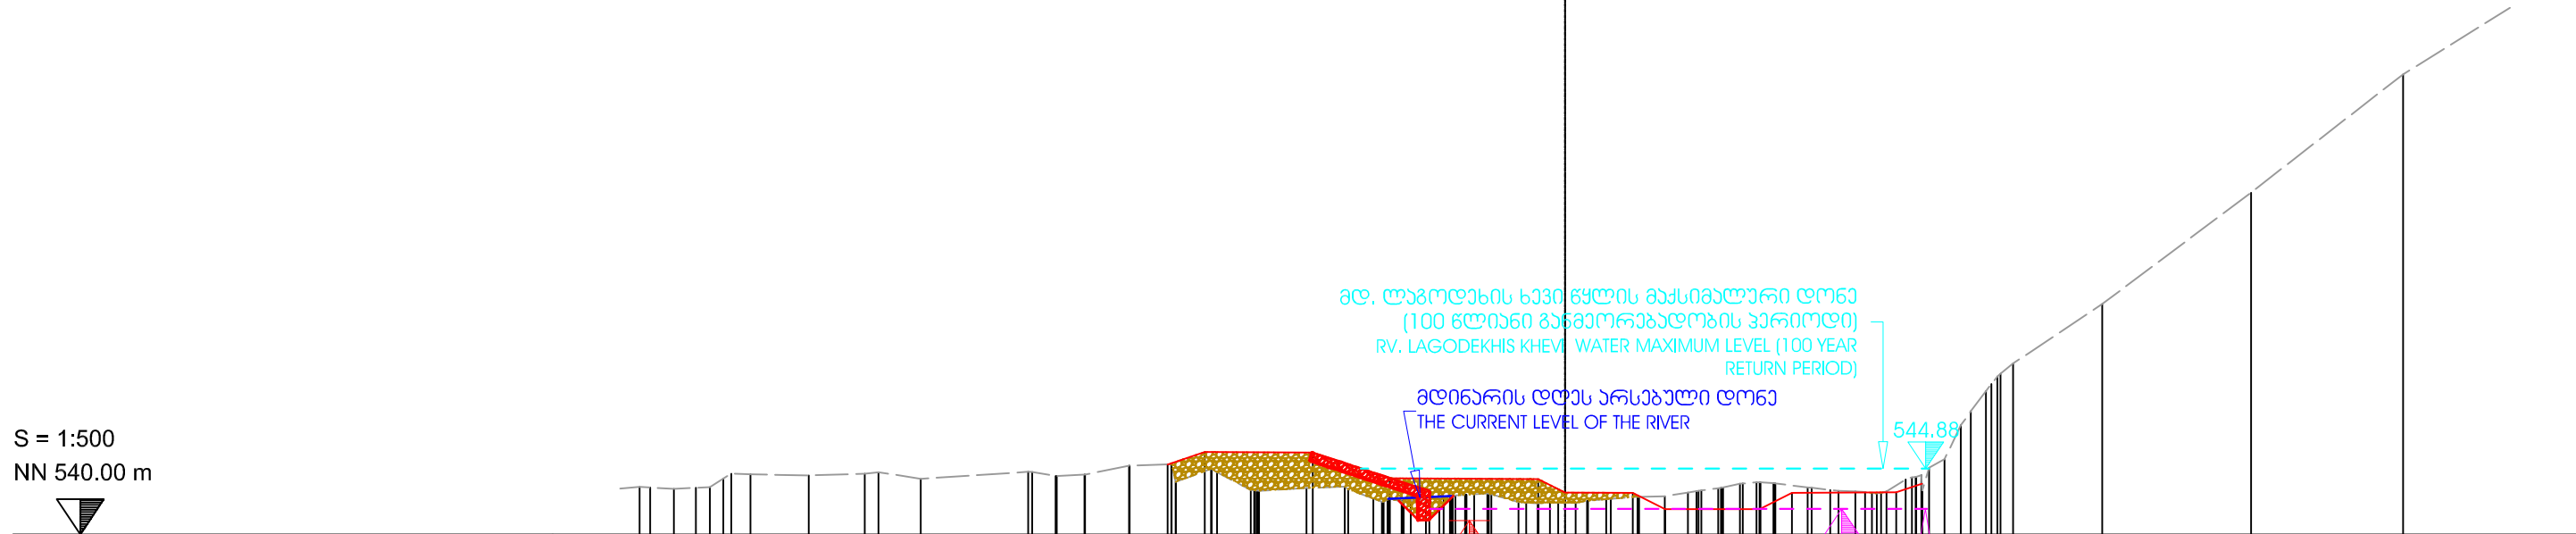 მდ. ლაგოდეხის ხევი წყლის მაქსიმალური დონე
(100 წლიანი განმეორებადობის პერიოდი)
RV. LAGODEKHIS KHEVI WATER MAXIMUM LEVEL (100 YEAR
RETURN PERIOD)
მდინარის დღეს არსებული დონე
THE CURRENT LEVEL OF THE RIVER
544.88
S = 1:500
NN 540.00 m